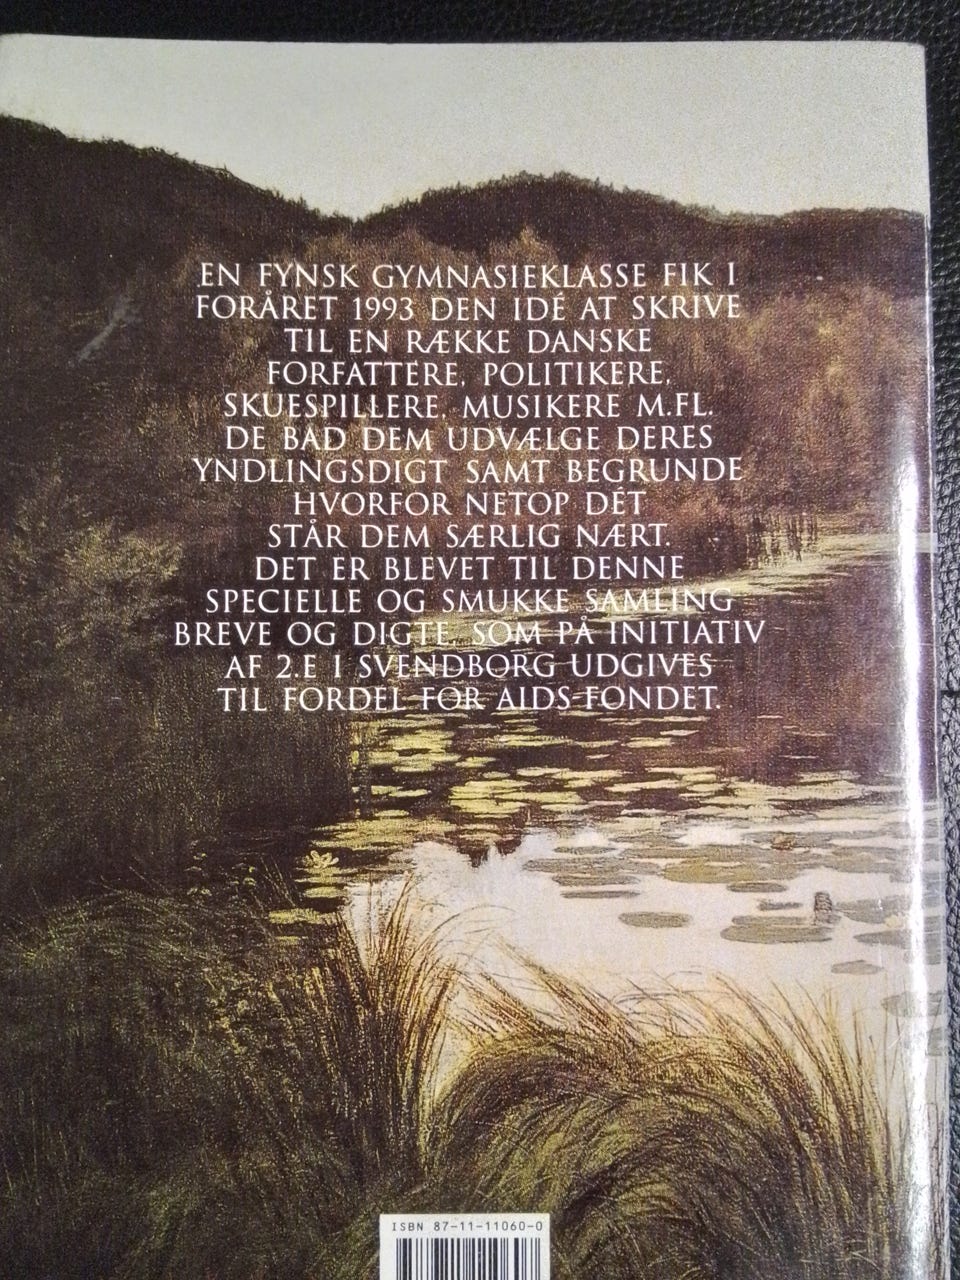 EN FYNSK GYMNASIEKLASSE FIK I
FORÅRET 1993 DEN IDÉ AT SKRIVE
TIL EN RÆKKE DANSKE
FORFATTERE, POLITIKERE,
SKUESPILLERE, MUSIKERE M.FL.
DE BAD DEM UDVÆLGE DERES
YNDLINGSDIGT SAMT BEGRUNDE
HVORFOR NETOP DÉT
STÅR DEM SÆRLIG NÆRT.
DET ER BLEVET TIL DENNE
SPECIELLE OG SMUKKE SAMLING
BREVE OG DIGTE, SOM PÅ INITIATIV
AF 2.E I SVENDBORG UDGIVES
TIL FORDEL FOR AIDS-FONDET.
ISBN 87-11-11060-0